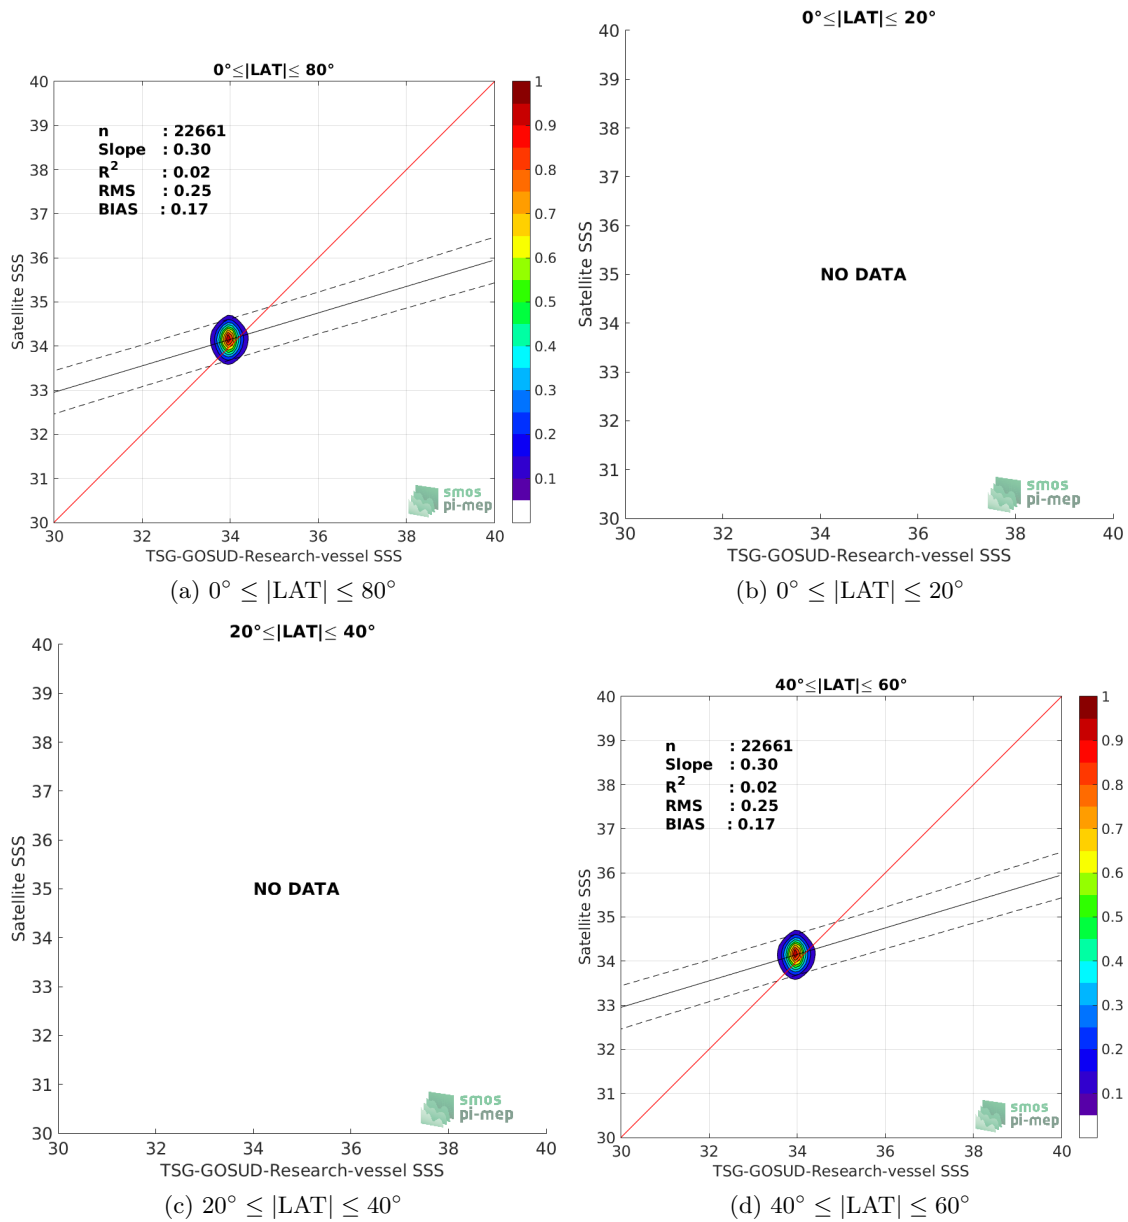 0°≤|LAT|≤ 80°
40
39
38
37
36
35
34
33
32
31
30
Satellite SSS
n : 22661
Slope : 0.30
R² : 0.02
RMS : 0.25
BIAS : 0.17
1
0.9
0.8
0.7
0.6
0.5
0.4
0.3
0.2
0.1
smos
pi-mep
30 32 34 36 38 40
TSG-GOSUD-Research-vessel SSS
(a) 0° ≤ |LAT| ≤ 80°
0°≤|LAT|≤ 20°
40
39
38
37
36
35
34
33
32
31
30
Satellite SSS
NO DATA
smos
pi-mep
30 32 34 36 38 40
TSG-GOSUD-Research-vessel SSS
(b) 0° ≤ |LAT| ≤ 20°
20°≤|LAT|≤ 40°
40
39
38
37
36
35
34
33
32
31
30
Satellite SSS
NO DATA
smos
pi-mep
30 32 34 36 38 40
TSG-GOSUD-Research-vessel SSS
(c) 20° ≤ |LAT| ≤ 40°
40°≤|LAT|≤ 60°
40
39
38
37
36
35
34
33
32
31
30
Satellite SSS
n : 22661
Slope : 0.30
R² : 0.02
RMS : 0.25
BIAS : 0.17
1
0.9
0.8
0.7
0.6
0.5
0.4
0.3
0.2
0.1
smos
pi-mep
30 32 34 36 38 40
TSG-GOSUD-Research-vessel SSS
(d) 40° ≤ |LAT| ≤ 60°